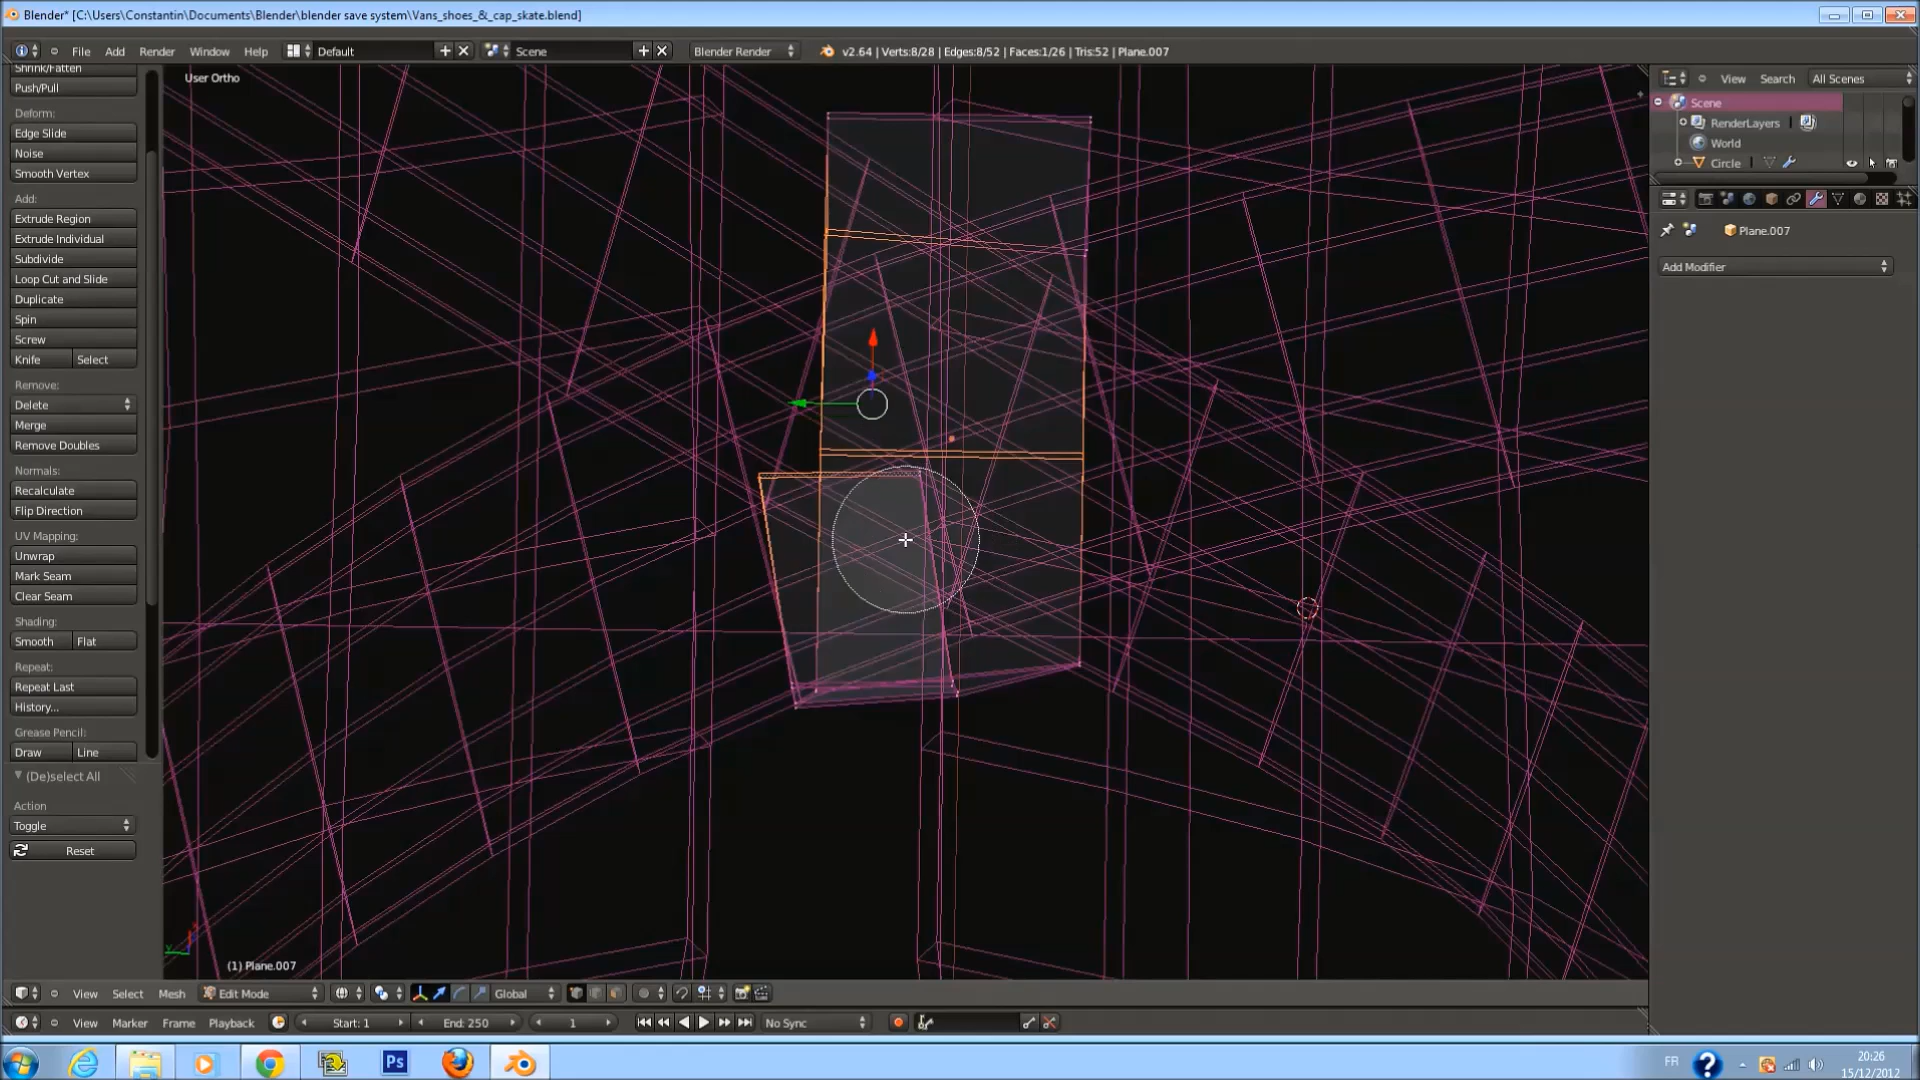 Blender* [C:\Users\Constantin\Documents\Blender\blender save system\Vans_shoes_&_cap_skate.blend]
File Add Render Window Help Default Scene Blender Render v2.64 | Verts:8/28 | Edges:8/52 | Faces:1/26 | Tris:52 | Plane.007
Shrink/Fatten
Push/Pull
Deform:
Edge Slide
Noise
Smooth Vertex
Add:
Extrude Region
Extrude Individual
Subdivide
Loop Cut and Slide
Duplicate
Spin
Screw
Knife Select
Remove:
Delete
Merge
Remove Doubles
Normals:
Recalculate
Flip Direction
UV Mapping:
Unwrap
Mark Seam
Clear Seam
Shading:
Smooth Flat
Repeat:
Repeat Last
History...
Grease Pencil:
Draw Line
(De)select All
Action
Toggle
Reset
User Ortho
(1) Plane.007
View Search All Scenes
Scene
RenderLayers
World
Circle
Plane.007
Add Modifier
View Select Mesh Edit Mode Global
View Marker Frame Playback Start: 1 End: 250 1 No Sync
Ps
FR
20:26
15/12/2012